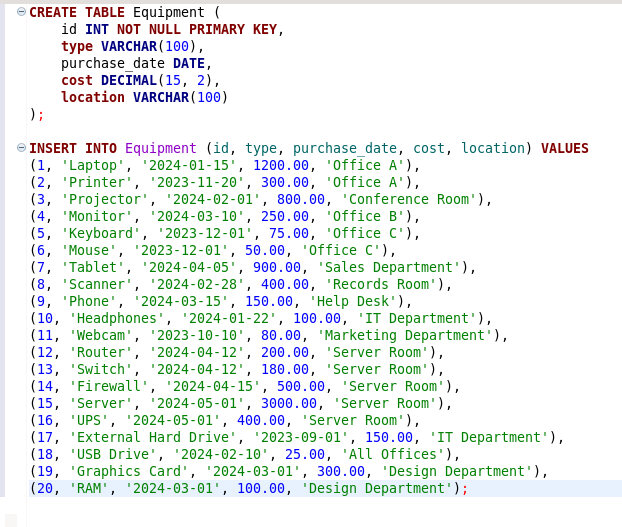 CREATE TABLE Equipment (
    id INT NOT NULL PRIMARY KEY,
    type VARCHAR(100),
    purchase_date DATE,
    cost DECIMAL(15, 2),
    location VARCHAR(100)
);

INSERT INTO Equipment (id, type, purchase_date, cost, location) VALUES
(1, 'Laptop', '2024-01-15', 1200.00, 'Office A'),
(2, 'Printer', '2023-11-20', 300.00, 'Office A'),
(3, 'Projector', '2024-02-01', 800.00, 'Conference Room'),
(4, 'Monitor', '2024-03-10', 250.00, 'Office B'),
(5, 'Keyboard', '2023-12-01', 75.00, 'Office C'),
(6, 'Mouse', '2023-12-01', 50.00, 'Office C'),
(7, 'Tablet', '2024-04-05', 900.00, 'Sales Department'),
(8, 'Scanner', '2024-02-28', 400.00, 'Records Room'),
(9, 'Phone', '2024-03-15', 150.00, 'Help Desk'),
(10, 'Headphones', '2024-01-22', 100.00, 'IT Department'),
(11, 'Webcam', '2023-10-10', 80.00, 'Marketing Department'),
(12, 'Router', '2024-04-12', 200.00, 'Server Room'),
(13, 'Switch', '2024-04-12', 180.00, 'Server Room'),
(14, 'Firewall', '2024-04-15', 500.00, 'Server Room'),
(15, 'Server', '2024-05-01', 3000.00, 'Server Room'),
(16, 'UPS', '2024-05-01', 400.00, 'Server Room'),
(17, 'External Hard Drive', '2023-09-01', 150.00, 'IT Department'),
(18, 'USB Drive', '2024-02-10', 25.00, 'All Offices'),
(19, 'Graphics Card', '2024-03-01', 300.00, 'Design Department'),
(20, 'RAM', '2024-03-01', 100.00, 'Design Department');